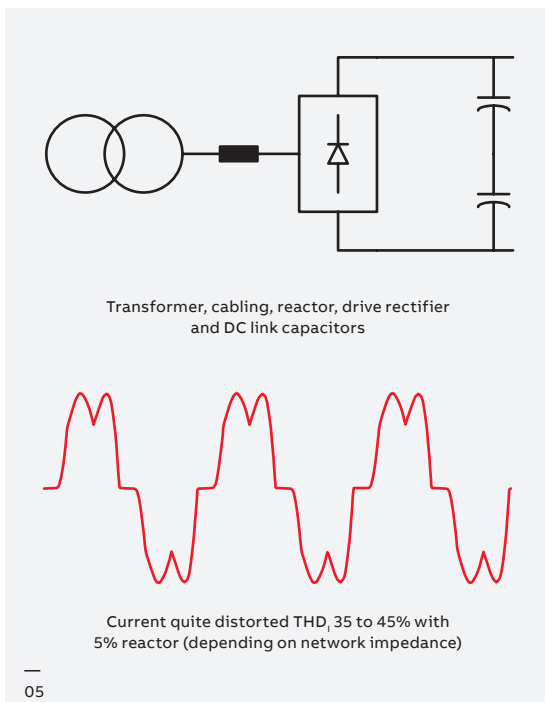 Transformer, cabling, reactor, drive rectifier
and DC link capacitors
Current quite distorted THDI 35 to 45% with
5% reactor (depending on network impedance)
—
05